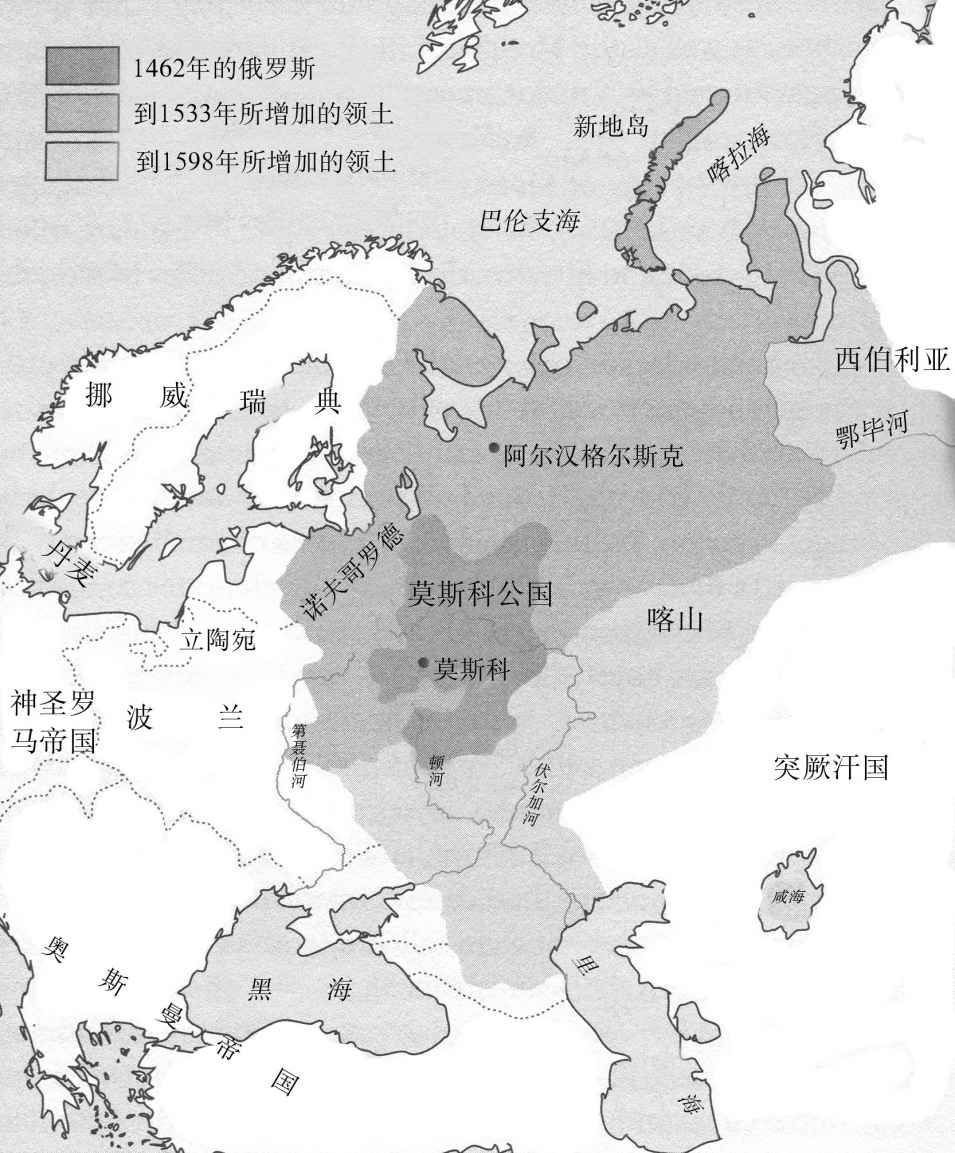 1462年的俄罗斯
到1533年所增加的领土
到1598年所增加的领土
新地岛
喀拉海
巴伦支海
西伯利亚
挪威
瑞典
鄂毕河
阿尔汉格尔斯克
丹麦
诺夫哥罗德
莫斯科公国
喀山
立陶宛
莫斯科
神圣罗
马帝国
波兰
第聂伯河
顿河
伏尔加河
突厥汗国
咸海
奥斯曼帝国
黑海
里海